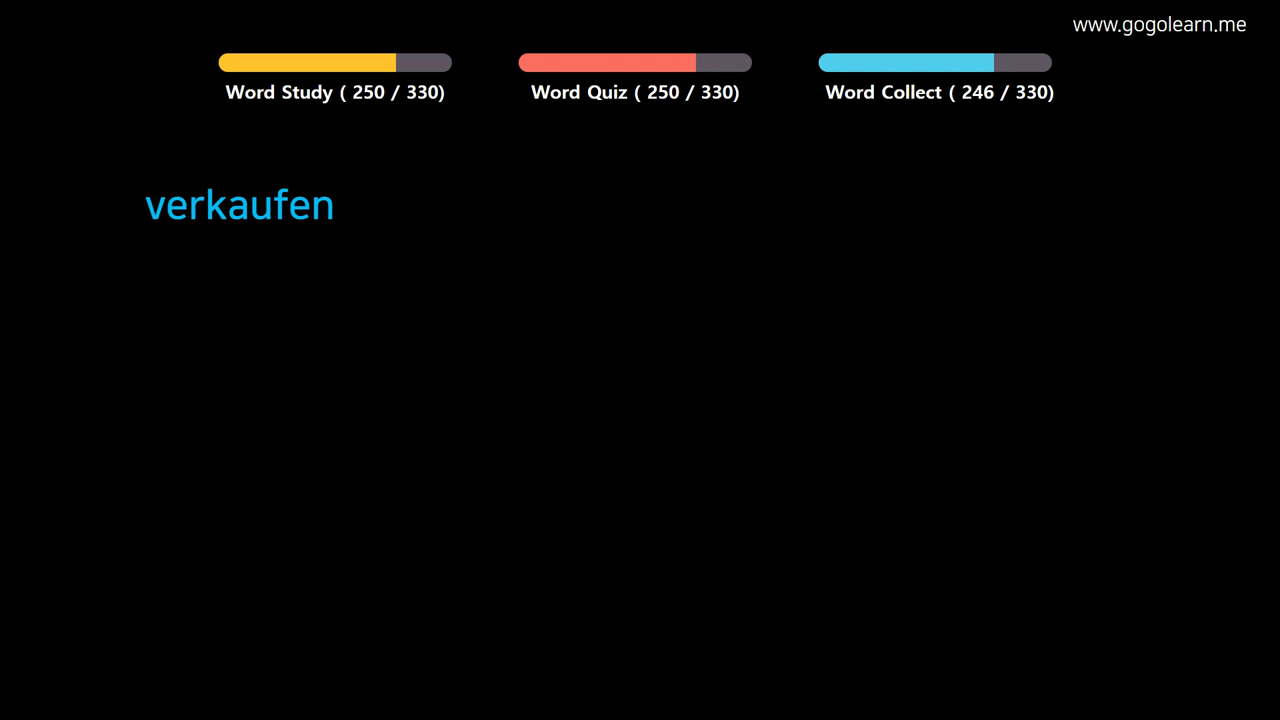 www.gogolearn.me
Word Study ( 250 / 330)
Word Quiz ( 250 / 330)
Word Collect ( 246 / 330)
verkaufen